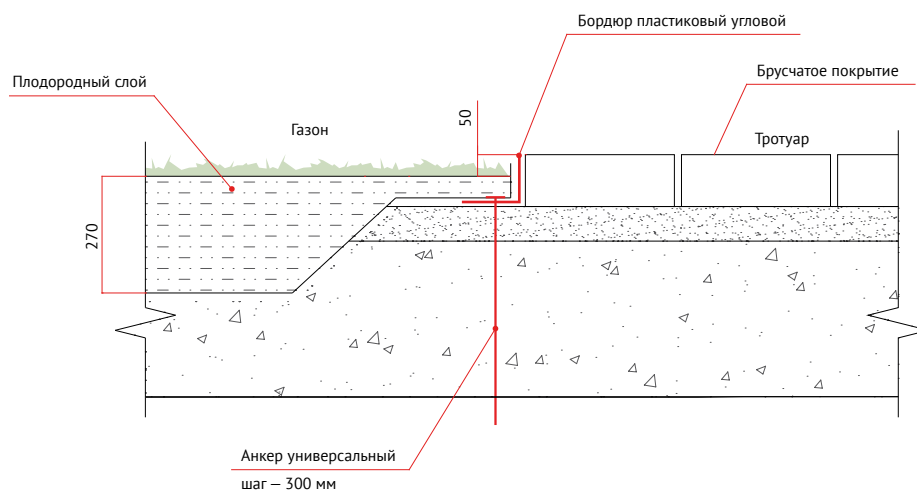 Бордюр пластиковый угловой
Плодородный слой
Брусчатое покрытие
50
Газон
Тротуар
270
Анкер универсальный
шаг — 300 мм